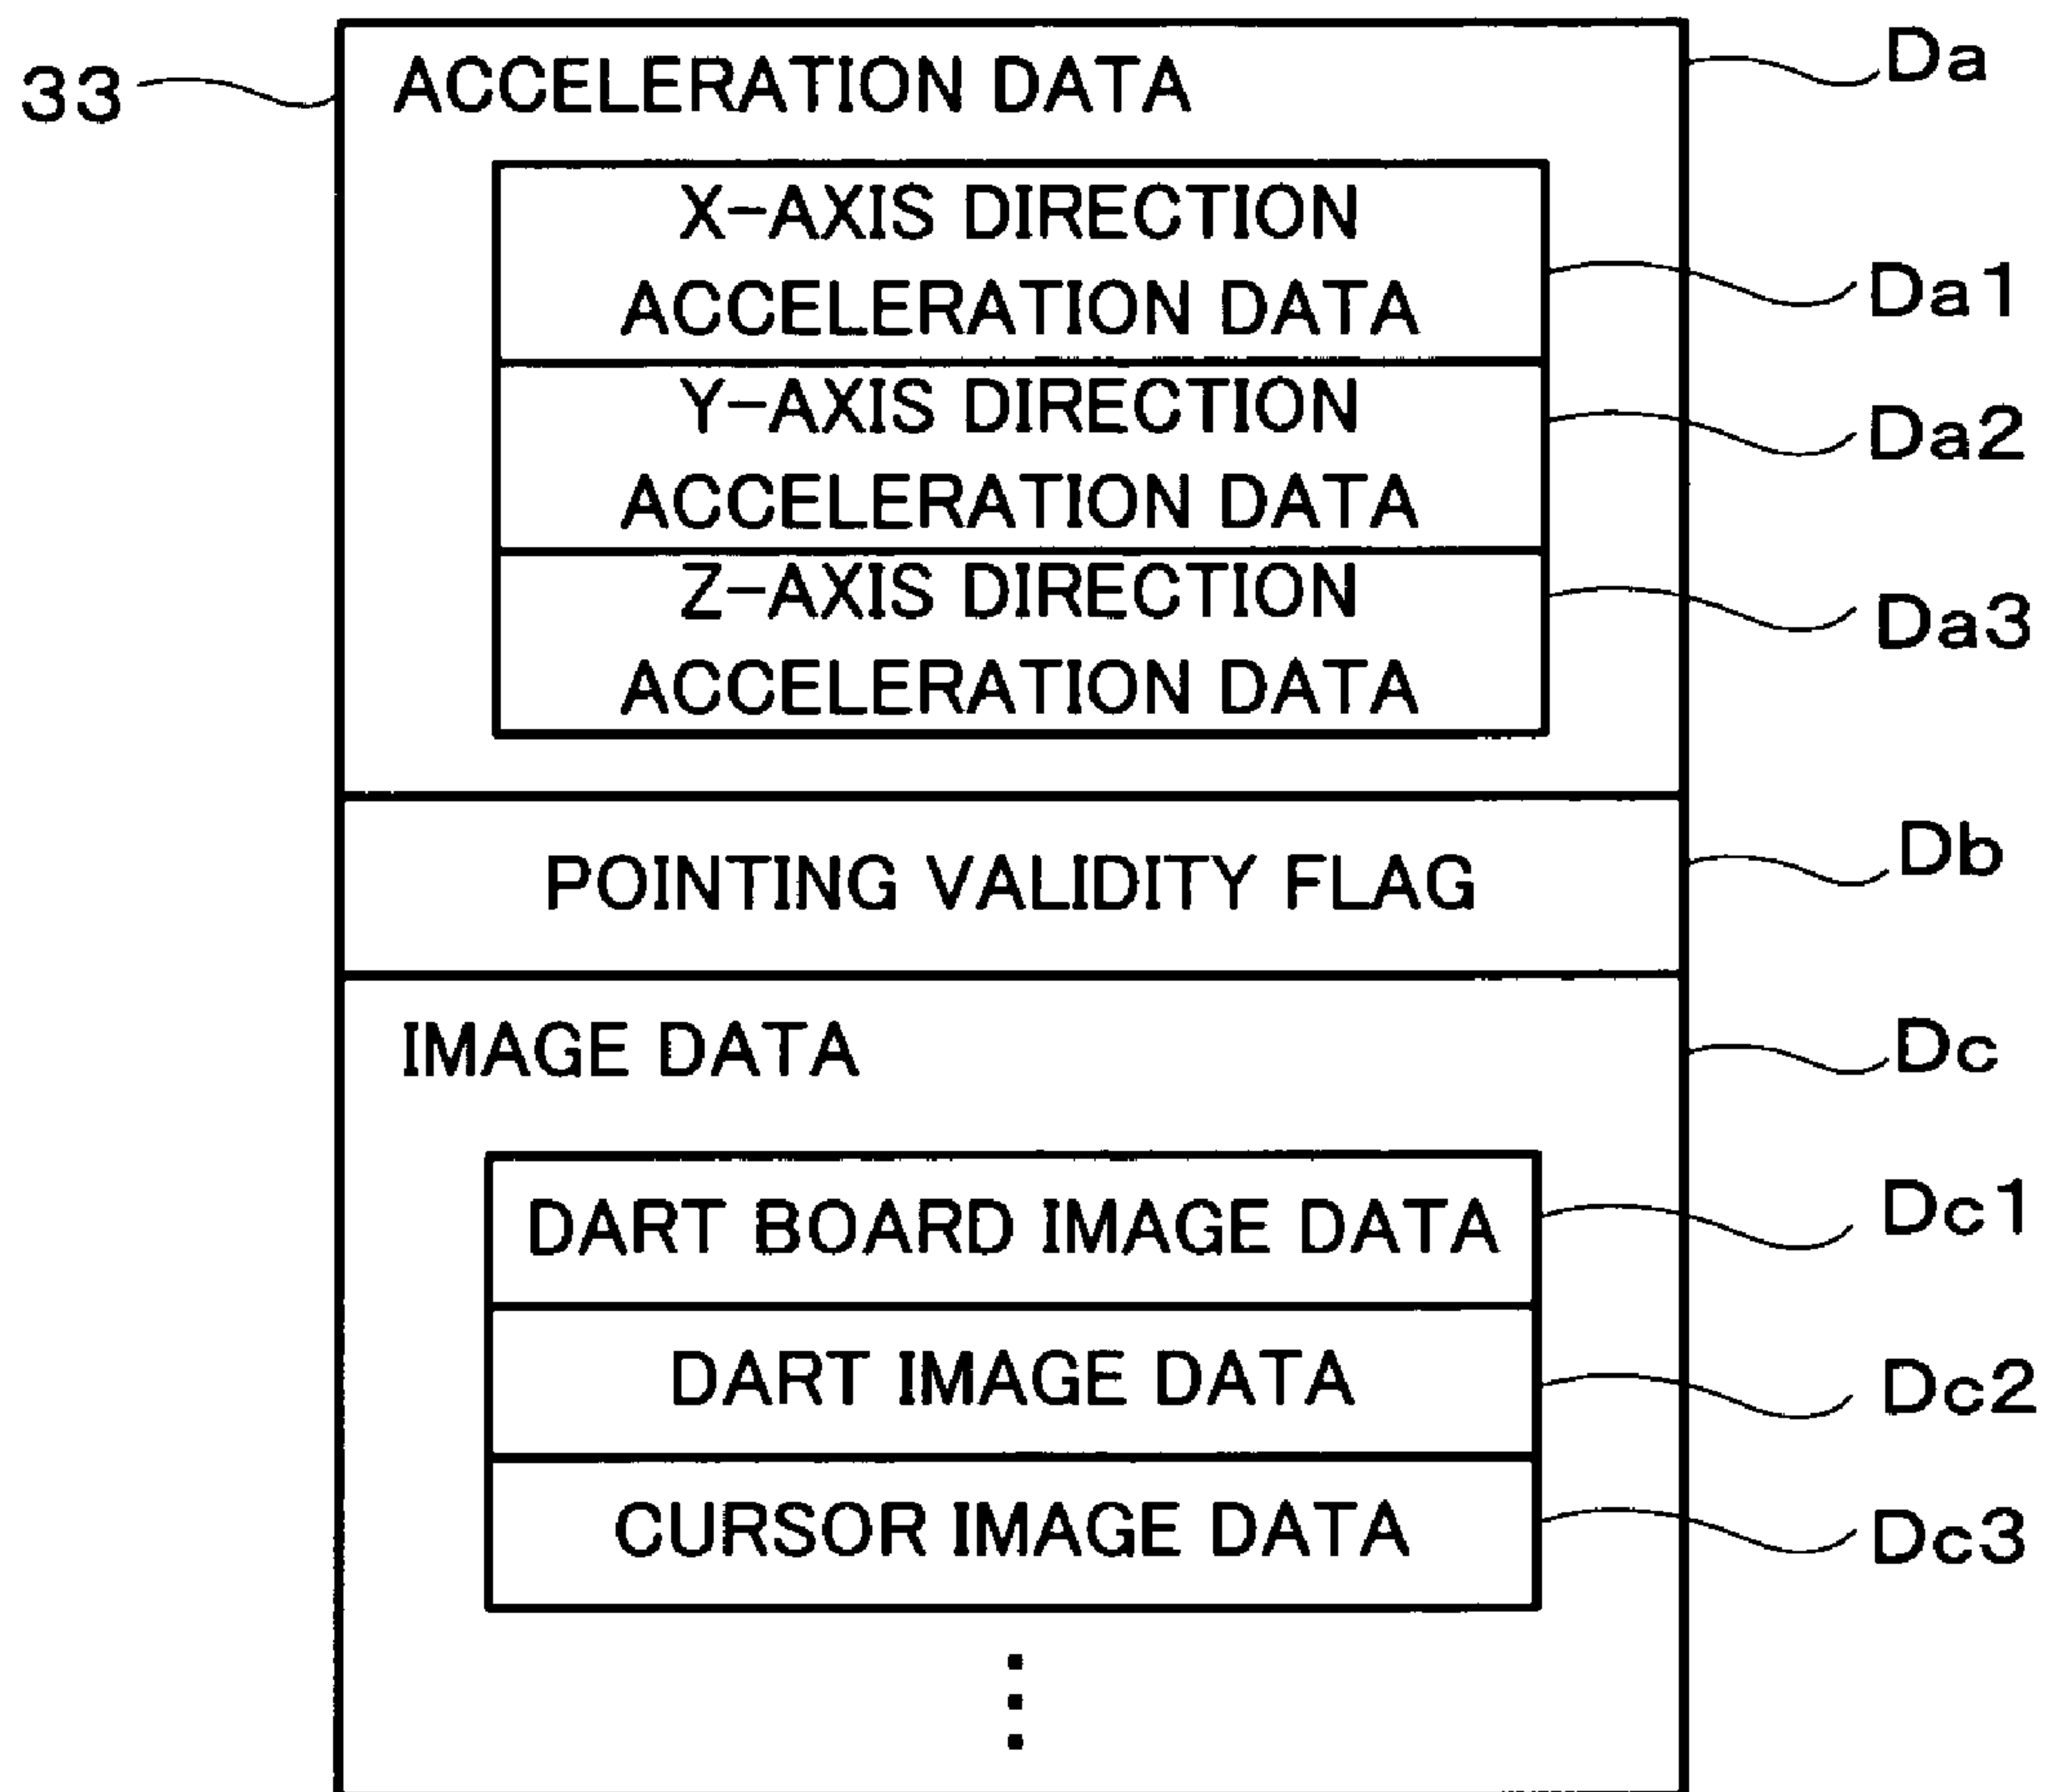 33
ACCELERATION DATA
Da
X-AXIS DIRECTION
ACCELERATION DATA
Da1
Y-AXIS DIRECTION
ACCELERATION DATA
Da2
Z-AXIS DIRECTION
ACCELERATION DATA
Da3
POINTING VALIDITY FLAG
Db
IMAGE DATA
Dc
DART BOARD IMAGE DATA
Dc1
DART IMAGE DATA
Dc2
CURSOR IMAGE DATA
Dc3